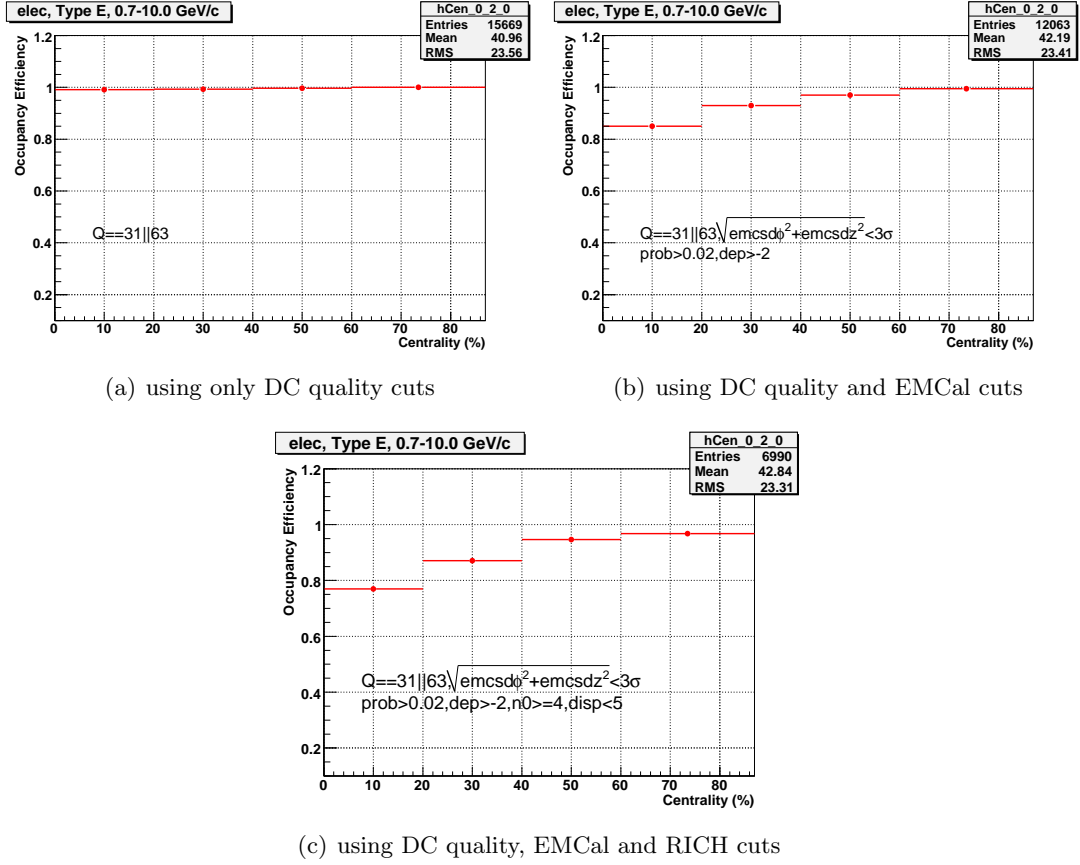 elec, Type E, 0.7-10.0 GeV/c
hCen_0_2_0
Entries 15669
Mean 40.96
RMS 23.56
Occupancy Efficiency
1.2
1
0.8
0.6
0.4
0.2
Q==31||63
0 10 20 30 40 50 60 70 80
Centrality (%)
(a) using only DC quality cuts
elec, Type E, 0.7-10.0 GeV/c
hCen_0_2_0
Entries 12063
Mean 42.19
RMS 23.41
Occupancy Efficiency
1.2
1
0.8
0.6
0.4
0.2
Q==31||63,√emcsdϕ²+emcsdz²<3σ
prob>0.02,dep>-2
0 10 20 30 40 50 60 70 80
Centrality (%)
(b) using DC quality and EMCal cuts
elec, Type E, 0.7-10.0 GeV/c
hCen_0_2_0
Entries 6990
Mean 42.84
RMS 23.31
Occupancy Efficiency
1.2
1
0.8
0.6
0.4
0.2
Q==31||63,√emcsdϕ²+emcsdz²<3σ
prob>0.02,dep>-2,n0>=4,disp<5
0 10 20 30 40 50 60 70 80
Centrality (%)
(c) using DC quality, EMCal and RICH cuts